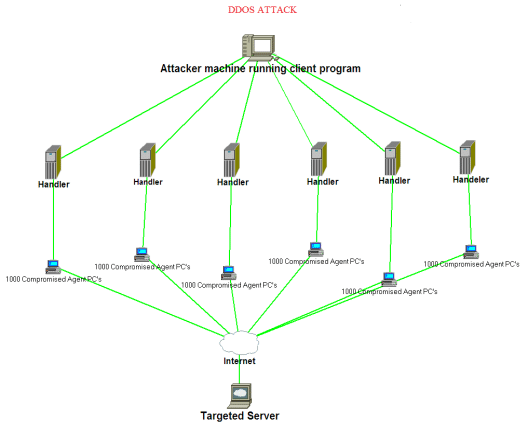 DDOS ATTACK
Attacker machine running client program
Handler
Handler
Handler
Handler
Handler
Handeler
1000 Compromised Agent PC's
1000 Compromised Agent PC's
1000 Compromised Agent PC's
1000 Compromised Agent PC's
1000 Compromised Agent PC's
1000 Compromised Agent PC's
Internet
Targeted Server